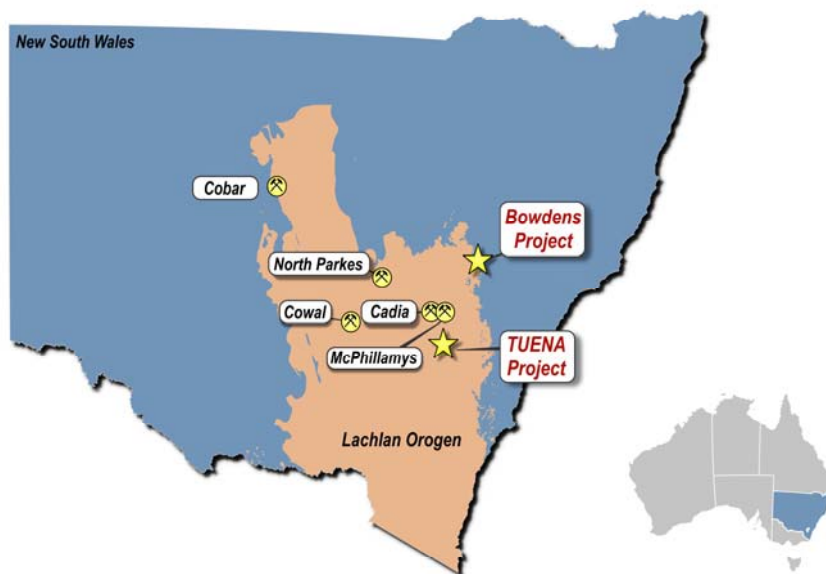 New South Wales
Cobar
Bowdens
Project
North Parkes
Cowal
Cadia
McPhillamys
TUENA
Project
Lachlan Orogen